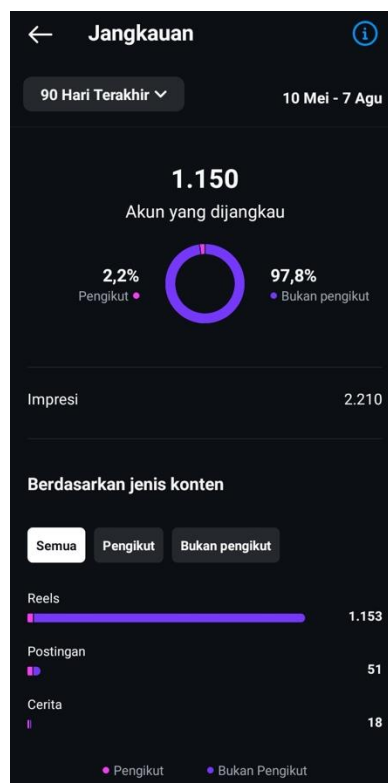 Jangkauan
90 Hari Terakhir
10 Mei - 7 Agu
1.150
Akun yang dijangkau
2,2%
Pengikut
97,8%
Bukan pengikut
Impresi 2.210
Berdasarkan jenis konten
Semua Pengikut Bukan pengikut
Reels
1.153
Postingan
51
Cerita
18
Pengikut Bukan Pengikut